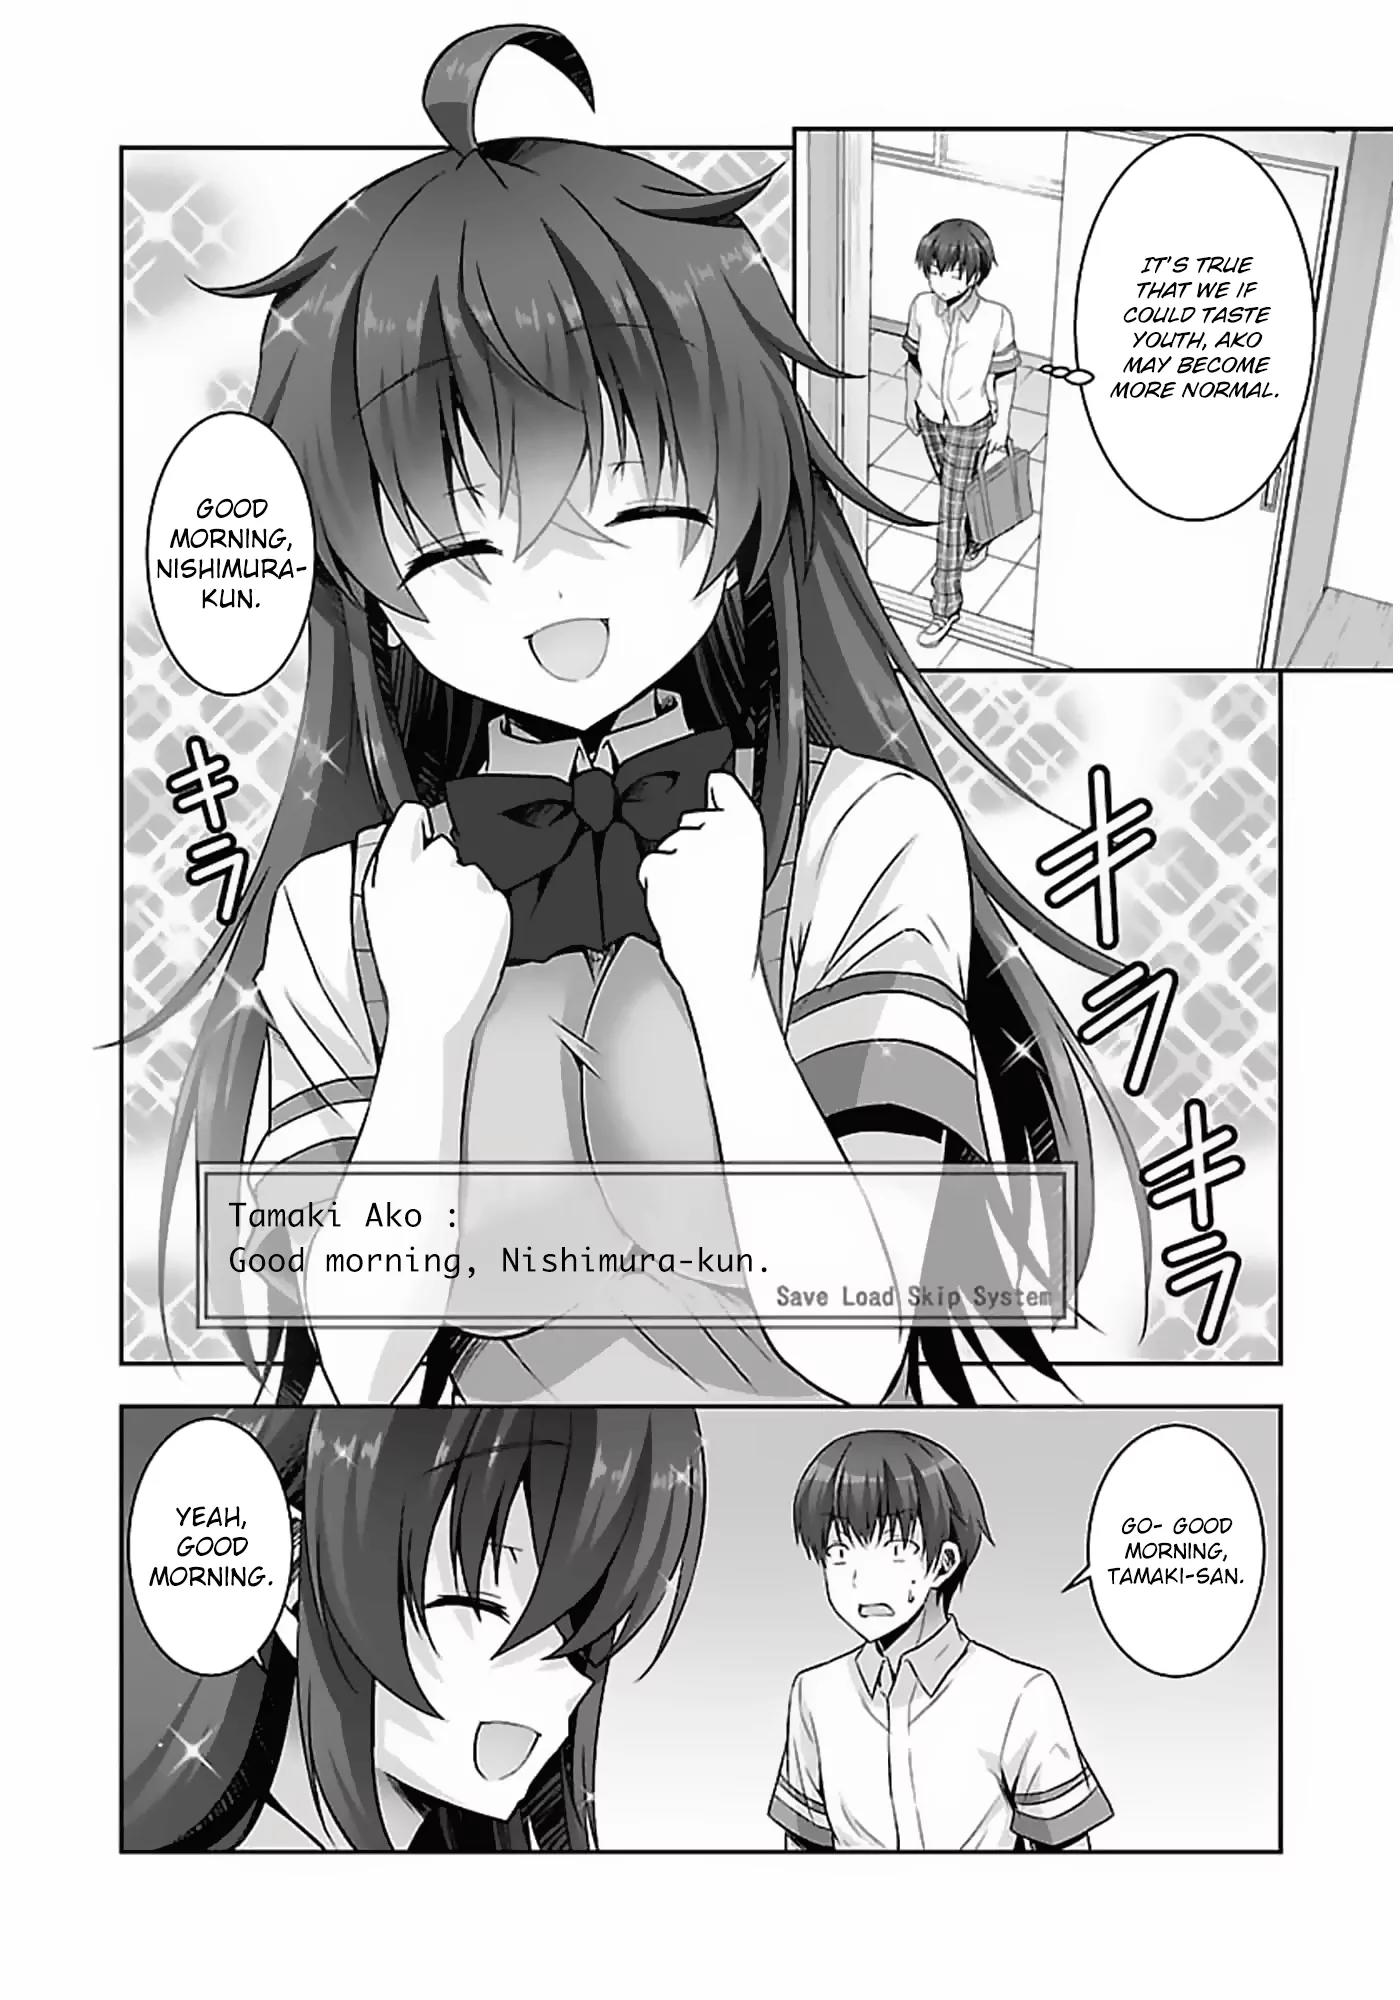 IT'S TRUE
THAT WE IF
COULD TASTE
YOUTH, AKO
MAY BECOME
MORE NORMAL.
GOOD
MORNING,
NISHIMURA-
KUN.
キラ
キラ
キラ
Tamaki Ako :
Good morning, Nishimura-kun.
Save Load Skip System
GO- GOOD
MORNING,
TAMAKI-SAN.
YEAH,
GOOD
MORNING.